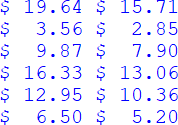 $ 19.64 $ 15.71
$ 3.56 $ 2.85
$ 9.87 $ 7.90
$ 16.33 $ 13.06
$ 12.95 $ 10.36
$ 6.50 $ 5.20